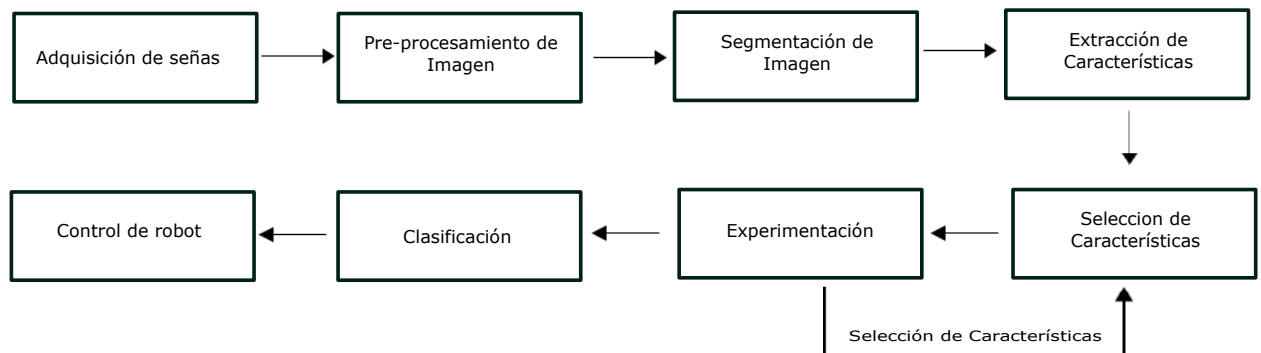 Adquisición de señas
Pre-procesamiento de
Imagen
Segmentación de
Imagen
Extracción de
Características
Control de robot
Clasificación
Experimentación
Seleccion de
Características
Selección de Características